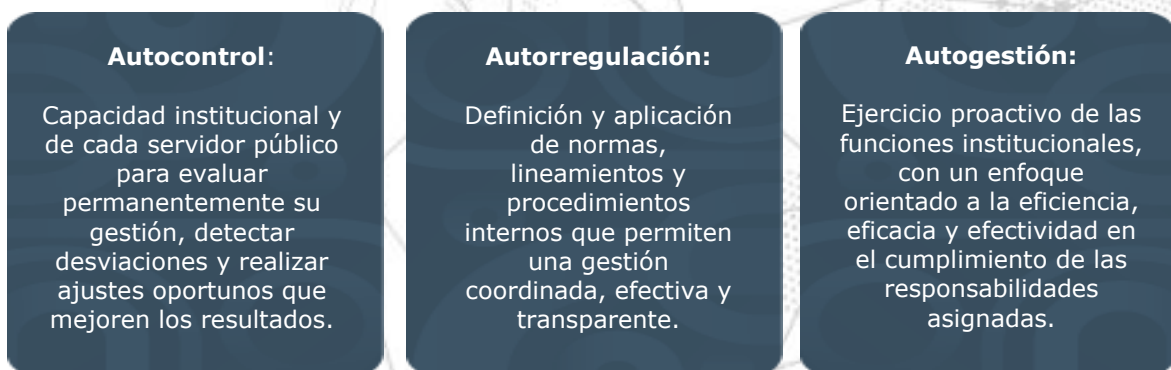 Autocontrol:
Capacidad institucional y
de cada servidor público
para evaluar
permanentemente su
gestión, detectar
desviaciones y realizar
ajustes oportunos que
mejoren los resultados.
Autorregulación:
Definición y aplicación
de normas,
lineamientos y
procedimientos
internos que permiten
una gestión
coordinada, efectiva y
transparente.
Autogestión:
Ejercicio proactivo de las
funciones institucionales,
con un enfoque
orientado a la eficiencia,
eficacia y efectividad en
el cumplimiento de las
responsabilidades
asignadas.